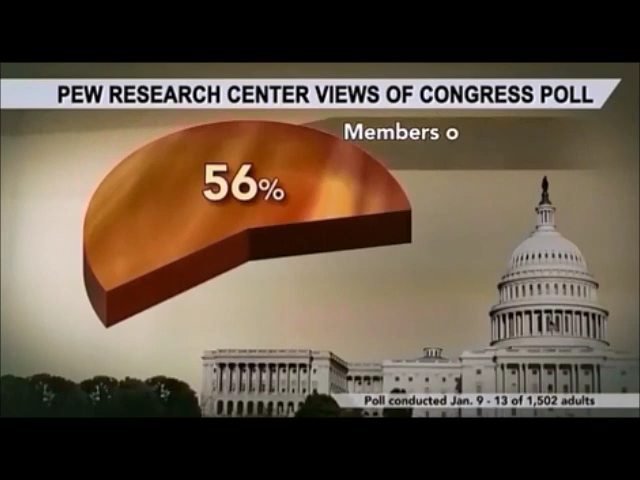 PEW RESEARCH CENTER VIEWS OF CONGRESS POLL
Members o
56%
Poll conducted Jan. 9 - 13 of 1,502 adults